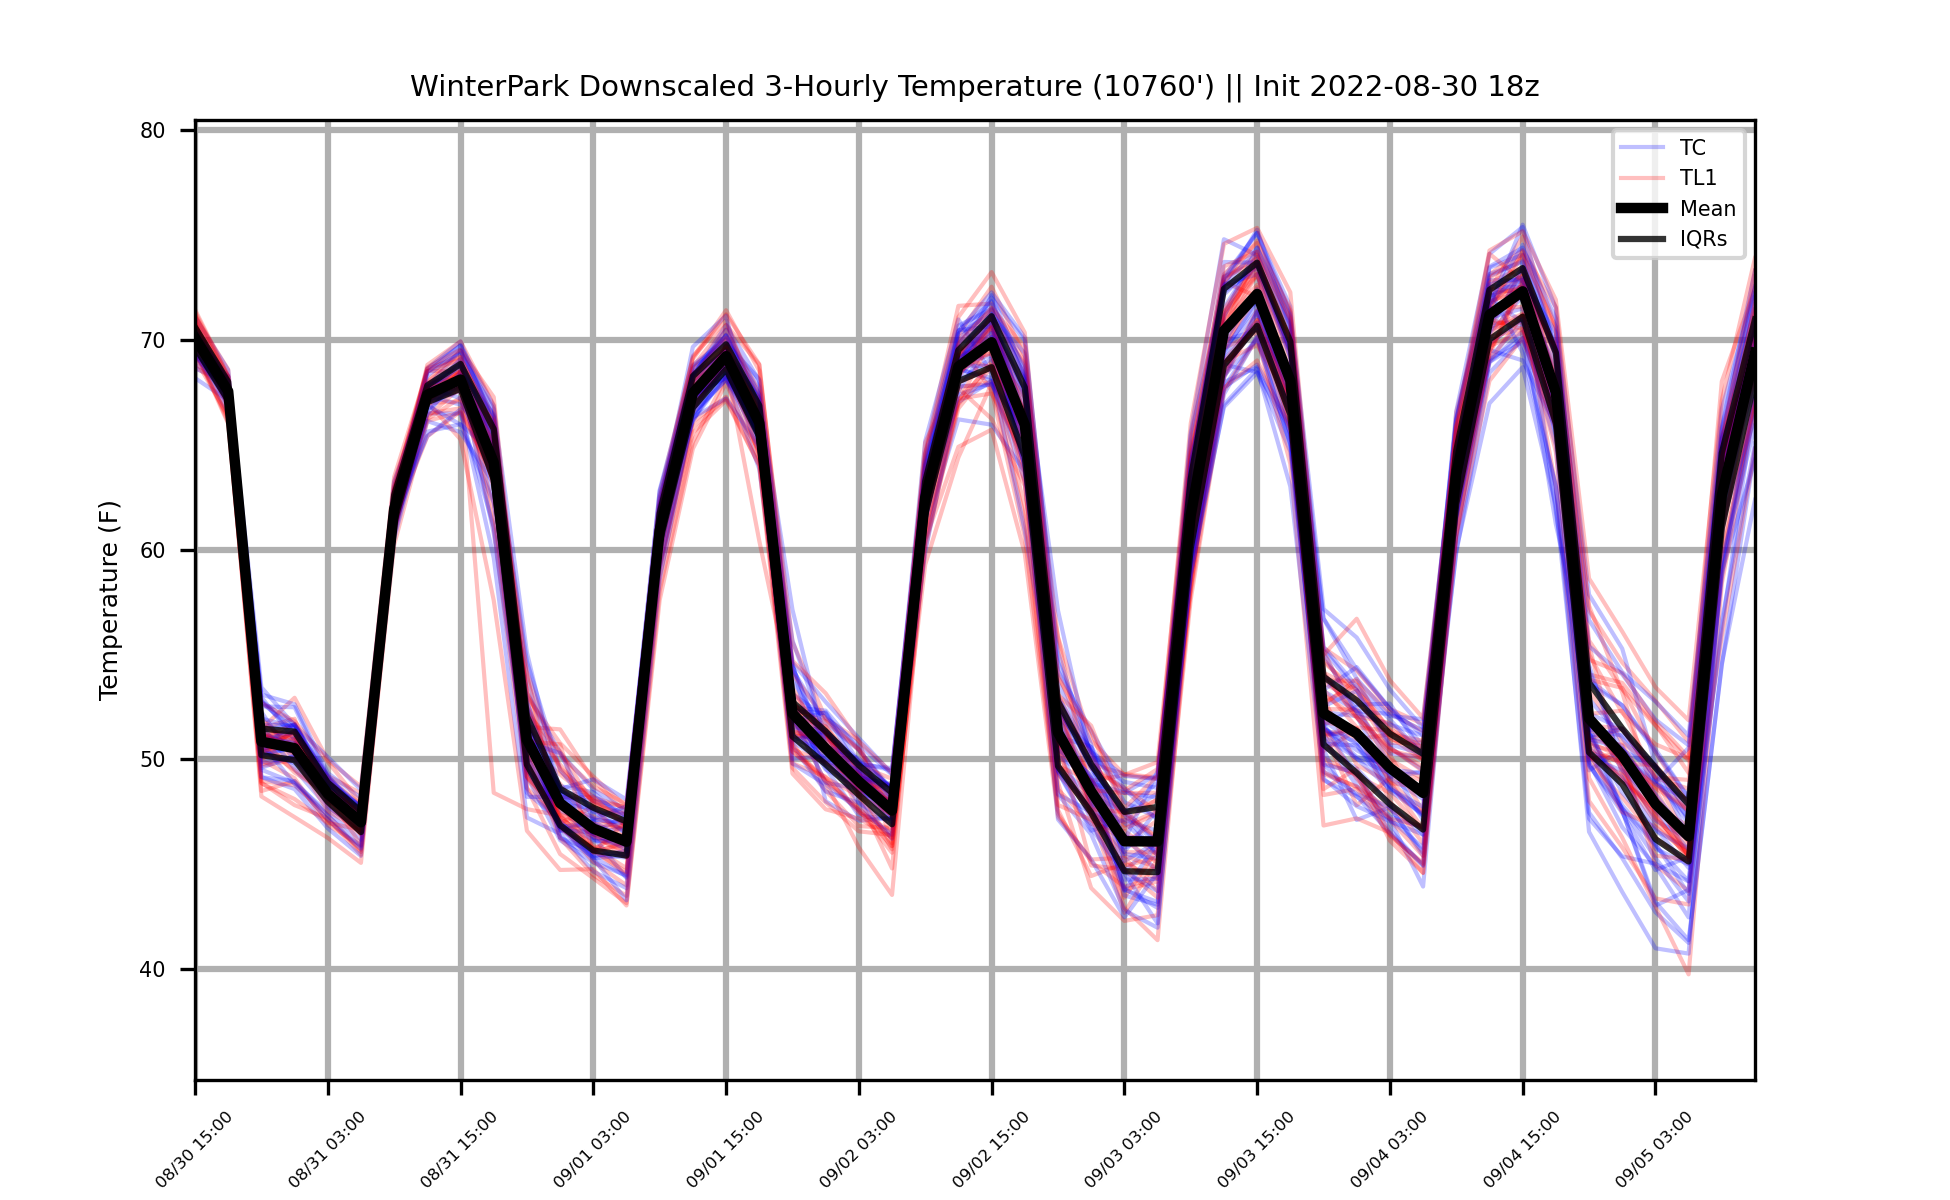 WinterPark Downscaled 3-Hourly Temperature (10760') || Init 2022-08-30 18z
80
70
60
50
40
Temperature (F)
TC
TL1
Mean
IQRs
08/30 15:00
08/31 03:00
08/31 15:00
09/01 03:00
09/01 15:00
09/02 03:00
09/02 15:00
09/03 03:00
09/03 15:00
09/04 03:00
09/04 15:00
09/05 03:00